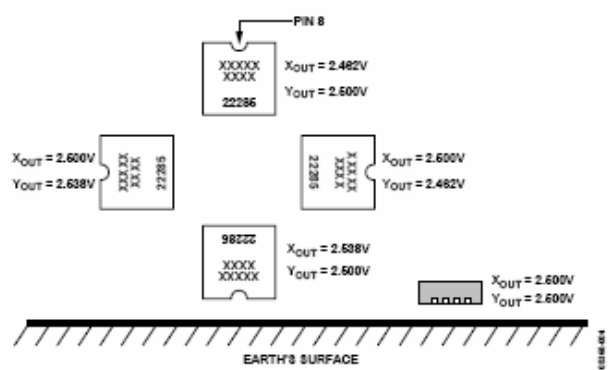 PIN 8
XXXXX
XXXX
22285
XOUT = 2.462V
YOUT = 2.500V
XOUT = 2.500V
YOUT = 2.538V
XXXXX
XXXX
22285
22285
XXXX
XXXXX
XOUT = 2.500V
YOUT = 2.462V
22285
XXXX
XXXXX
XOUT = 2.538V
YOUT = 2.500V
XOUT = 2.500V
YOUT = 2.500V
EARTH'S SURFACE